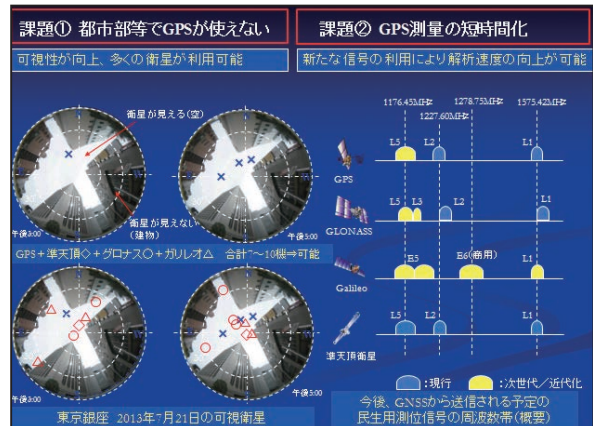 課題① 都市部等でGPSが使えない
可視性が向上、多くの衛星が利用可能
衛星が見える(空)
衛星が見えない
(建物)
午後3:00
午後5:00
GPS+準天頂◇+グロナス○+ガリレオ△ 合計7~10機⇒可能
午後3:00
午後5:00
東京銀座 2013年7月21日の可視衛星
課題② GPS測量の短時間化
新たな信号の利用により解析速度の向上が可能
1176.45MHz
1278.75MHz
1575.42MHz
1227.60MHz
L5
L2
L1
GPS
L5
L3
L2
L1
GLONASS
E5
E6(商用)
L1
Galileo
L5
L2
L1
準天頂衛星
:現行
:次世代/近代化
今後、GNSSから送信される予定の
民生用測位信号の周波数帯(概要)